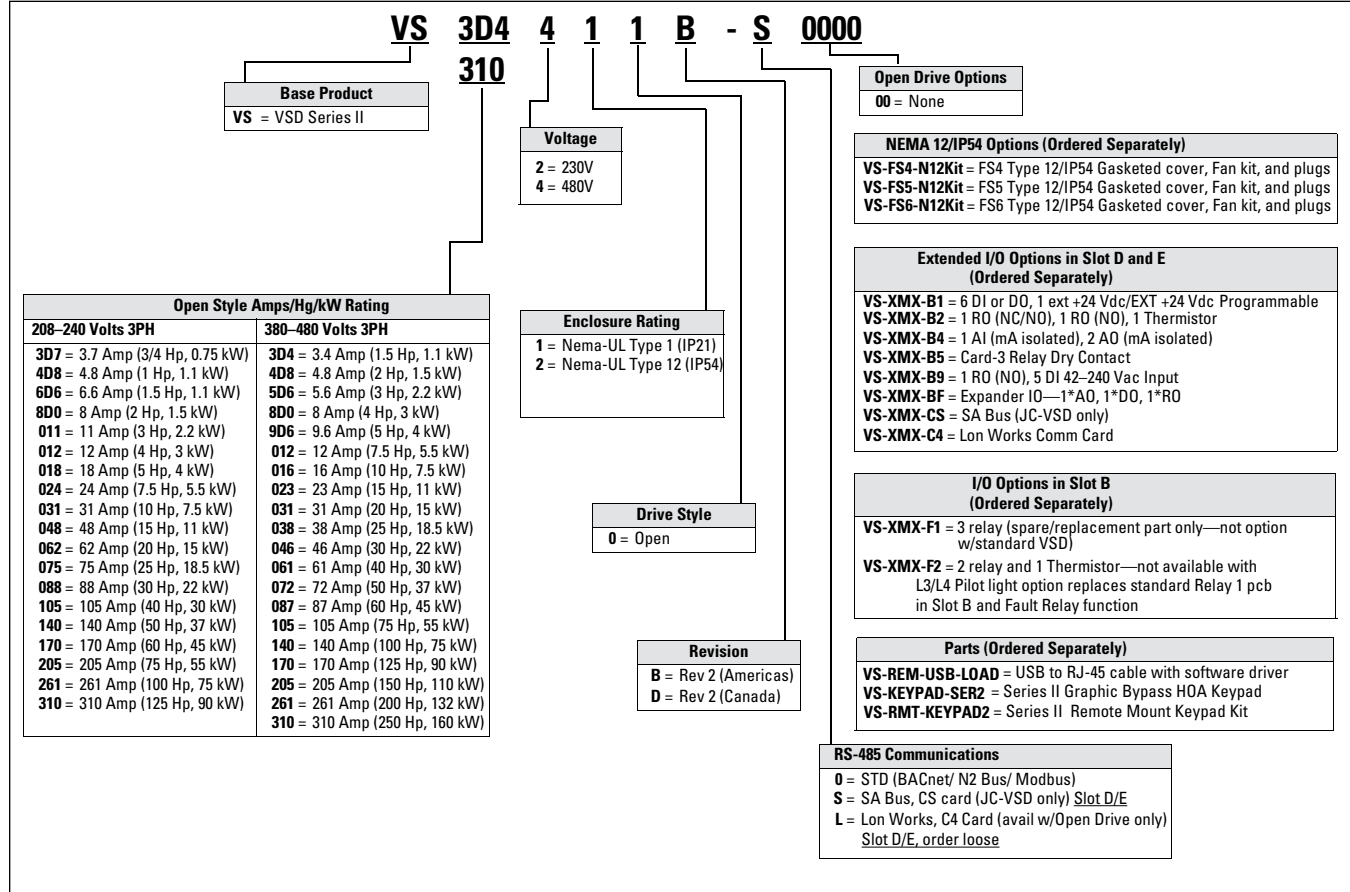 VS 3D4 4 1 1 B - S 0000
310
Base Product
VS = VSD Series II
Voltage
2 = 230V
4 = 480V
Open Style Amps/Hg/kW Rating
208–240 Volts 3PH
3D7 = 3.7 Amp (3/4 Hp, 0.75 kW)
4D8 = 4.8 Amp (1 Hp, 1.1 kW)
6D6 = 6.6 Amp (1.5 Hp, 1.1 kW)
8D0 = 8 Amp (2 Hp, 1.5 kW)
011 = 11 Amp (3 Hp, 2.2 kW)
012 = 12 Amp (4 Hp, 3 kW)
018 = 18 Amp (5 Hp, 4 kW)
024 = 24 Amp (7.5 Hp, 5.5 kW)
031 = 31 Amp (10 Hp, 7.5 kW)
048 = 48 Amp (15 Hp, 11 kW)
062 = 62 Amp (20 Hp, 15 kW)
075 = 75 Amp (25 Hp, 18.5 kW)
088 = 88 Amp (30 Hp, 22 kW)
105 = 105 Amp (40 Hp, 30 kW)
140 = 140 Amp (50 Hp, 37 kW)
170 = 170 Amp (60 Hp, 45 kW)
205 = 205 Amp (75 Hp, 55 kW)
261 = 261 Amp (100 Hp, 75 kW)
310 = 310 Amp (125 Hp, 90 kW)
380–480 Volts 3PH
3D4 = 3.4 Amp (1.5 Hp, 1.1 kW)
4D8 = 4.8 Amp (2 Hp, 1.5 kW)
5D6 = 5.6 Amp (3 Hp, 2.2 kW)
8D0 = 8 Amp (4 Hp, 3 kW)
9D6 = 9.6 Amp (5 Hp, 4 kW)
012 = 12 Amp (7.5 Hp, 5.5 kW)
016 = 16 Amp (10 Hp, 7.5 kW)
023 = 23 Amp (15 Hp, 11 kW)
031 = 31 Amp (20 Hp, 15 kW)
038 = 38 Amp (25 Hp, 18.5 kW)
046 = 46 Amp (30 Hp, 22 kW)
061 = 61 Amp (40 Hp, 30 kW)
072 = 72 Amp (50 Hp, 37 kW)
087 = 87 Amp (60 Hp, 45 kW)
105 = 105 Amp (75 Hp, 55 kW)
140 = 140 Amp (100 Hp, 75 kW)
170 = 170 Amp (125 Hp, 90 kW)
205 = 205 Amp (150 Hp, 110 kW)
261 = 261 Amp (200 Hp, 132 kW)
310 = 310 Amp (250 Hp, 160 kW)
Enclosure Rating
1 = Nema-UL Type 1 (IP21)
2 = Nema-UL Type 12 (IP54)
Drive Style
0 = Open
Revision
B = Rev 2 (Americas)
D = Rev 2 (Canada)
Open Drive Options
00 = None
NEMA 12/IP54 Options (Ordered Separately)
VS-FS4-N12Kit = FS4 Type 12/IP54 Gasketed cover, Fan kit, and plugs
VS-FS5-N12Kit = FS5 Type 12/IP54 Gasketed cover, Fan kit, and plugs
VS-FS6-N12Kit = FS6 Type 12/IP54 Gasketed cover, Fan kit, and plugs
Extended I/O Options in Slot D and E
(Ordered Separately)
VS-XMX-B1 = 6 DI or DO, 1 ext +24 Vdc/EXT +24 Vdc Programmable
VS-XMX-B2 = 1 RO (NC/NO), 1 RO (NO), 1 Thermistor
VS-XMX-B4 = 1 AI (mA isolated), 2 AO (mA isolated)
VS-XMX-B5 = Card-3 Relay Dry Contact
VS-XMX-B9 = 1 RO (NO), 5 DI 42–240 Vac Input
VS-XMX-BF = Expander IO—1*AO, 1*DO, 1*RO
VS-XMX-CS = SA Bus (JC-VSD only)
VS-XMX-C4 = Lon Works Comm Card
I/O Options in Slot B
(Ordered Separately)
VS-XMX-F1 = 3 relay (spare/replacement part only—not option
w/standard VSD)
VS-XMX-F2 = 2 relay and 1 Thermistor—not available with
L3/L4 Pilot light option replaces standard Relay 1 pcb
in Slot B and Fault Relay function
Parts (Ordered Separately)
VS-REM-USB-LOAD = USB to RJ-45 cable with software driver
VS-KEYPAD-SER2 = Series II Graphic Bypass HOA Keypad
VS-RMT-KEYPAD2 = Series II Remote Mount Keypad Kit
RS-485 Communications
0 = STD (BACnet/ N2 Bus/ Modbus)
S = SA Bus, CS card (JC-VSD only) Slot D/E
L = Lon Works, C4 Card (avail w/Open Drive only)
Slot D/E, order loose